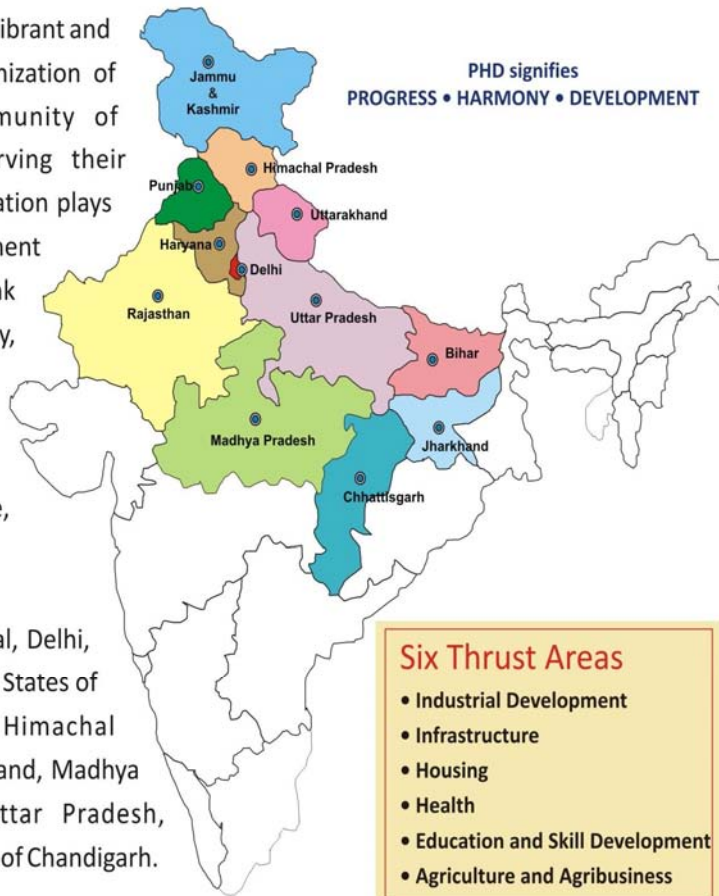 ibrant and
nization of
munity of
rving their
ation plays
ment
nk
y,
e,
al, Delhi,
States of
Himachal
and, Madhya
ttar Pradesh,
of Chandigarh.
PHD signifies
PROGRESS • HARMONY • DEVELOPMENT
Jammu
&
Kashmir
Himachal Pradesh
Punjab
Uttarakhand
Haryana
Delhi
Rajasthan
Uttar Pradesh
Bihar
Madhya Pradesh
Jharkhand
Chhattisgarh
Six Thrust Areas
• Industrial Development
• Infrastructure
• Housing
• Health
• Education and Skill Development
• Agriculture and Agribusiness